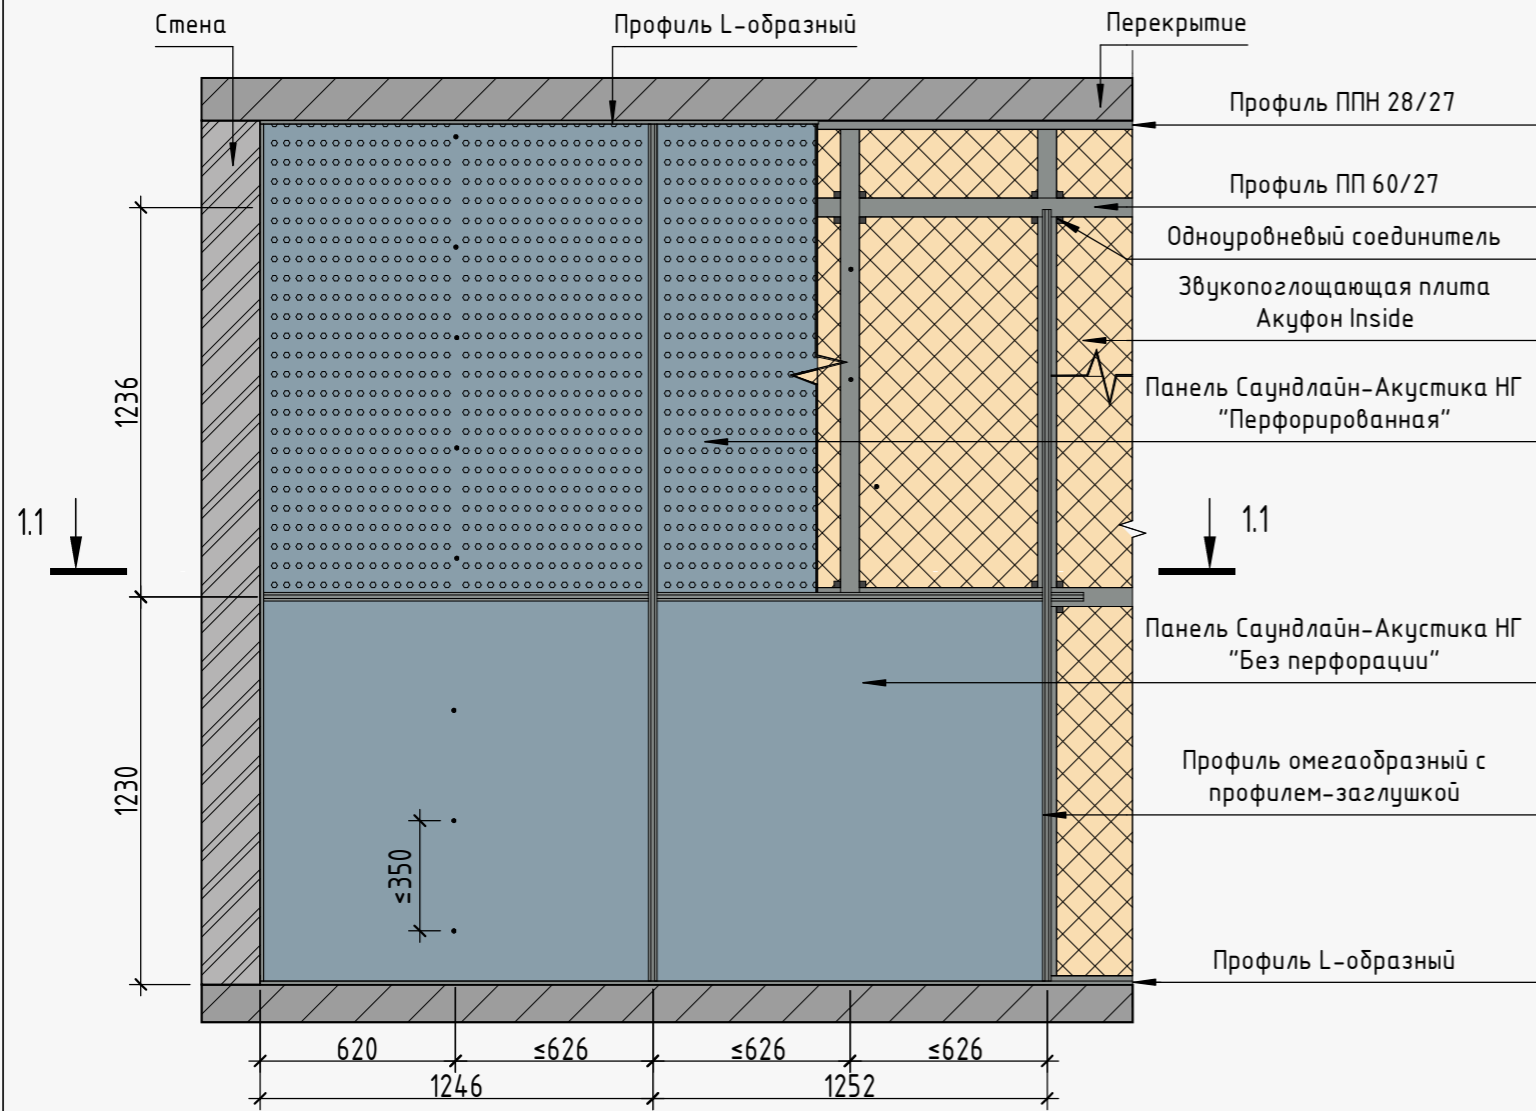 Стена
Профиль L-образный
Перекрытие
Профиль ППН 28/27
Профиль ПП 60/27
Одноуровневый соединитель
Звукопоглощающая плита
Акуфон Inside
Панель Саундлайн-Акустика НГ
"Перфорированная"
1236
1.1
1.1
Панель Саундлайн-Акустика НГ
"Без перфорации"
1230
Профиль омегаобразный с
профилем-заглушкой
≤350
Профиль L-образный
620
≤626
≤626
≤626
1246
1252